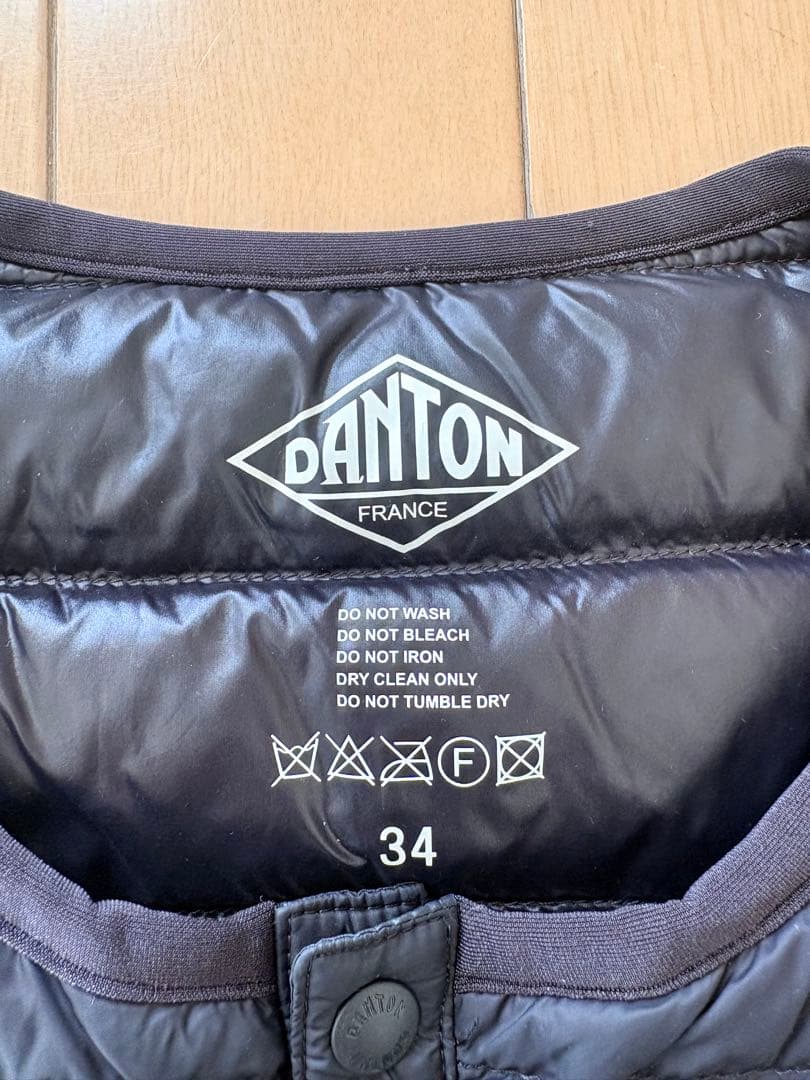 DANTON
FRANCE
DO NOT WASH
DO NOT BLEACH
DO NOT IRON
DRY CLEAN ONLY
DO NOT TUMBLE DRY
F
34
DANTON